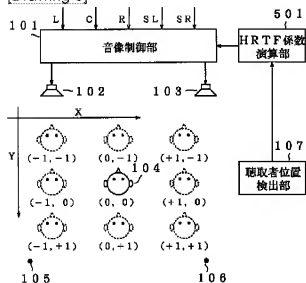 [Drawing 5]
L C R SL SR
101
音像制御部
501
HRTF係数
演算部
102
103
X
Y
104
107
聴取者位置
検出部
(-1, -1) (0, -1) (+1, -1)
(-1, 0) (0, 0) (+1, 0)
(-1, +1) (0, +1) (+1, +1)
105
106